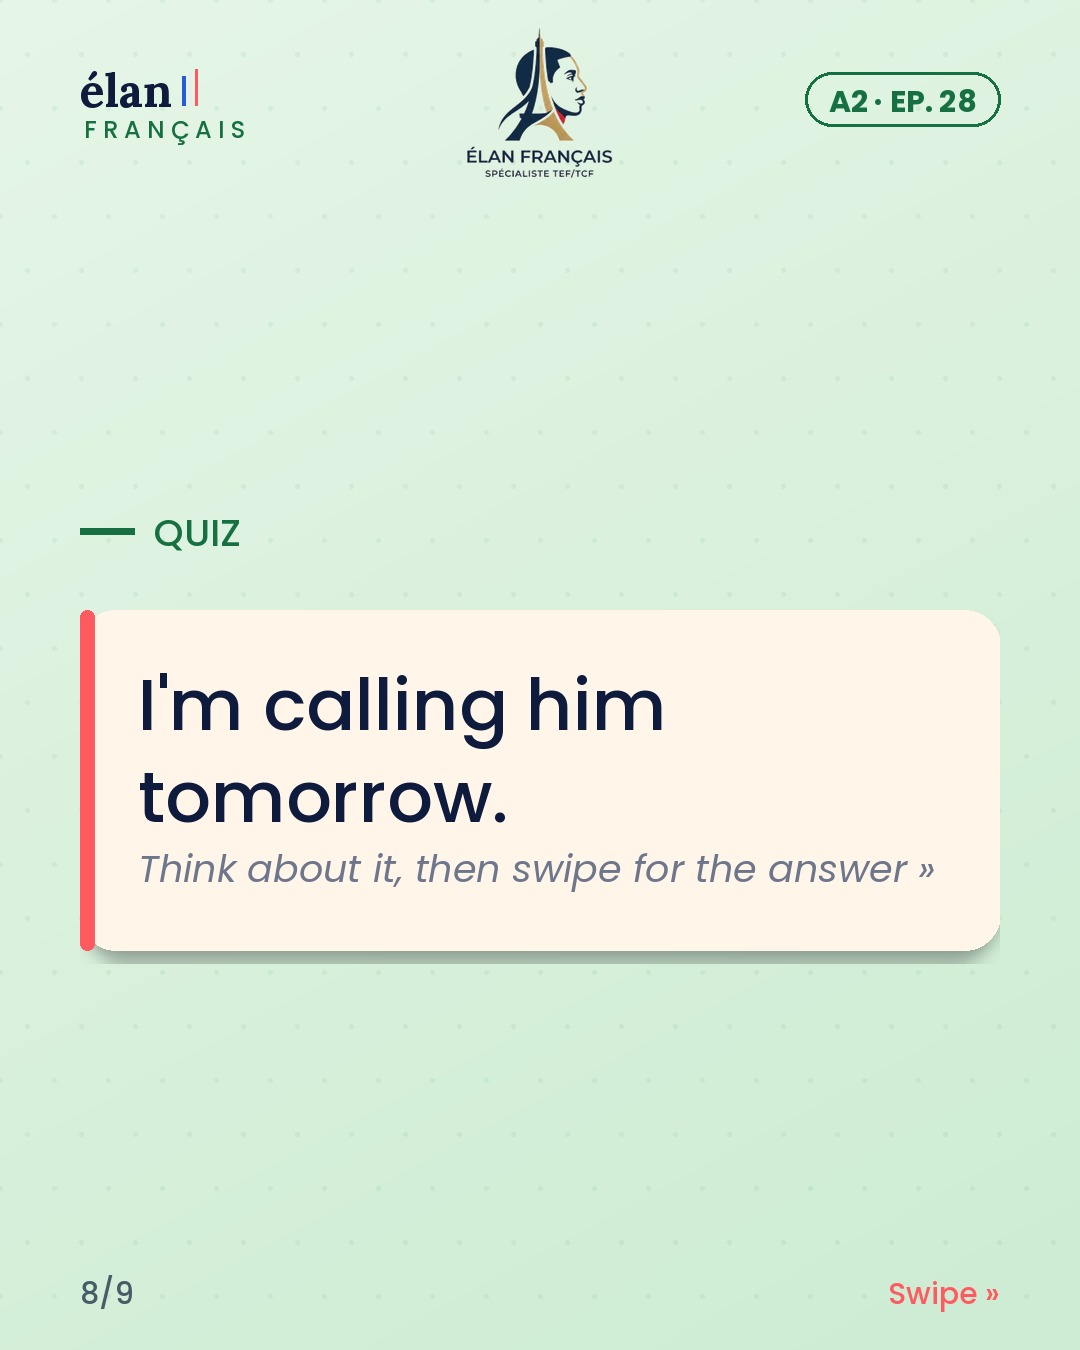 élan
FRANÇAIS
ÉLAN FRANÇAIS
SPÉCIALISTE TEF/TCF
A2 · EP. 28
QUIZ
I'm calling him
tomorrow.
Think about it, then swipe for the answer »
8/9
Swipe »